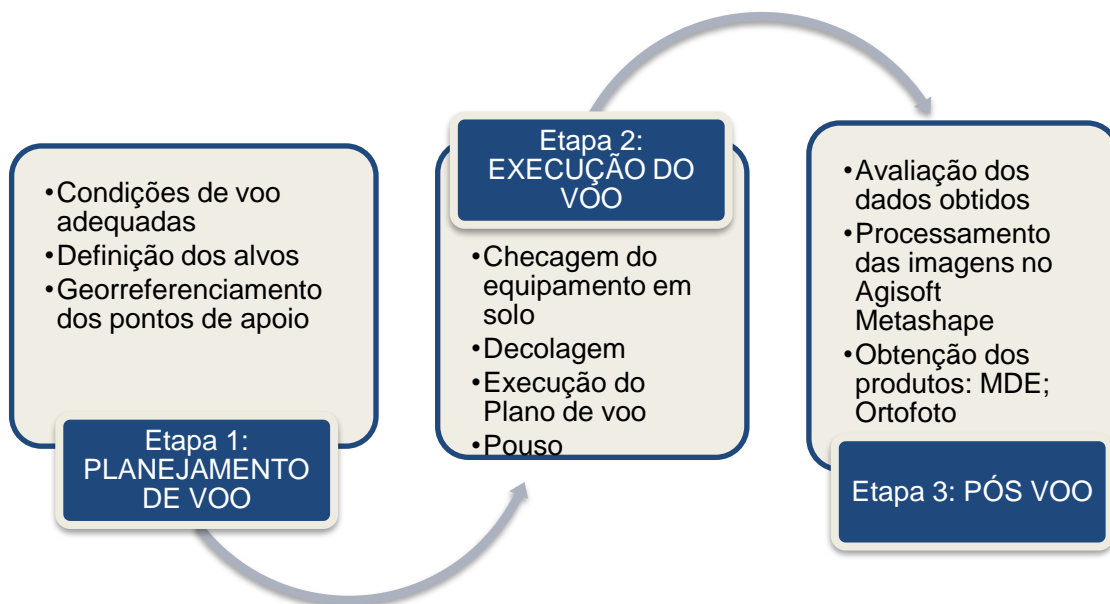 •Condições de voo
adequadas
•Definição dos alvos
•Georreferenciamento
dos pontos de apoio
Etapa 1:
PLANEJAMENTO
DE VOO
Etapa 2:
EXECUÇÃO DO
VOO
•Checagem do
equipamento em
solo
•Decolagem
•Execução do
Plano de voo
•Pouso
•Avaliação dos
dados obtidos
•Processamento
das imagens no
Agisoft
Metashape
•Obtenção dos
produtos: MDE;
Ortofoto
Etapa 3: PÓS VOO